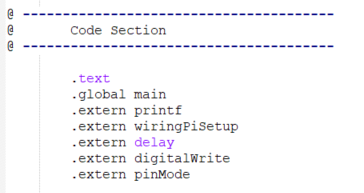 @ ---------------------------------------
@ Code Section
@ ---------------------------------------
.text
.global main
.extern printf
.extern wiringPiSetup
.extern delay
.extern digitalWrite
.extern pinMode